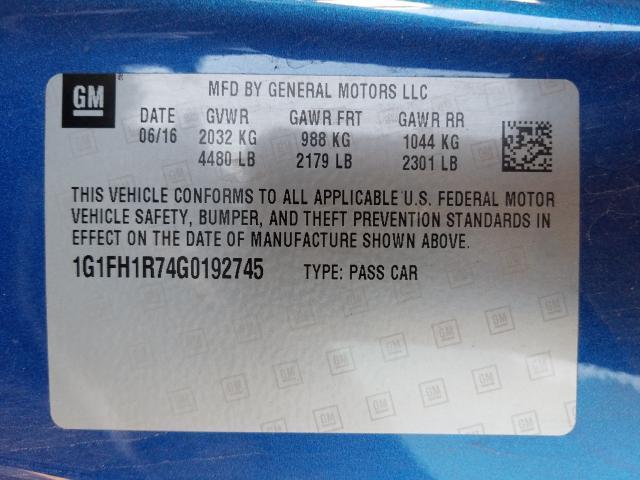 GM
MFD BY GENERAL MOTORS LLC
DATE GVWR GAWR FRT GAWR RR
06/16 2032 KG 988 KG 1044 KG
4480 LB 2179 LB 2301 LB
THIS VEHICLE CONFORMS TO ALL APPLICABLE U.S. FEDERAL MOTOR
VEHICLE SAFETY, BUMPER, AND THEFT PREVENTION STANDARDS IN
EFFECT ON THE DATE OF MANUFACTURE SHOWN ABOVE.
1G1FH1R74G0192745 TYPE: PASS CAR